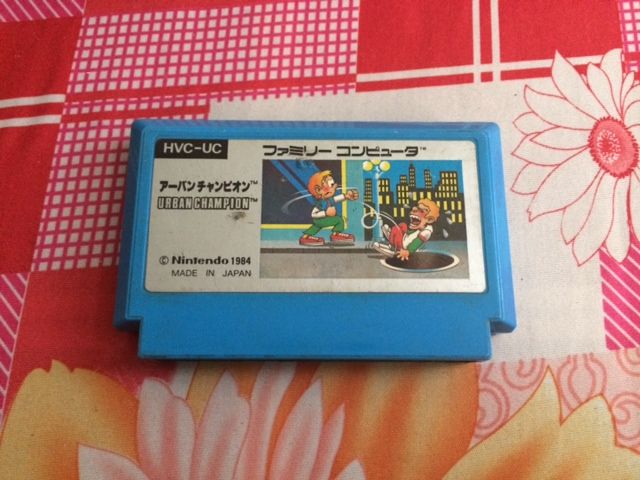 HVC-UC
ファミリー コンピュータ™
アーバンチャンピオン™
URBAN CHAMPION™
© Nintendo 1984
MADE IN JAPAN